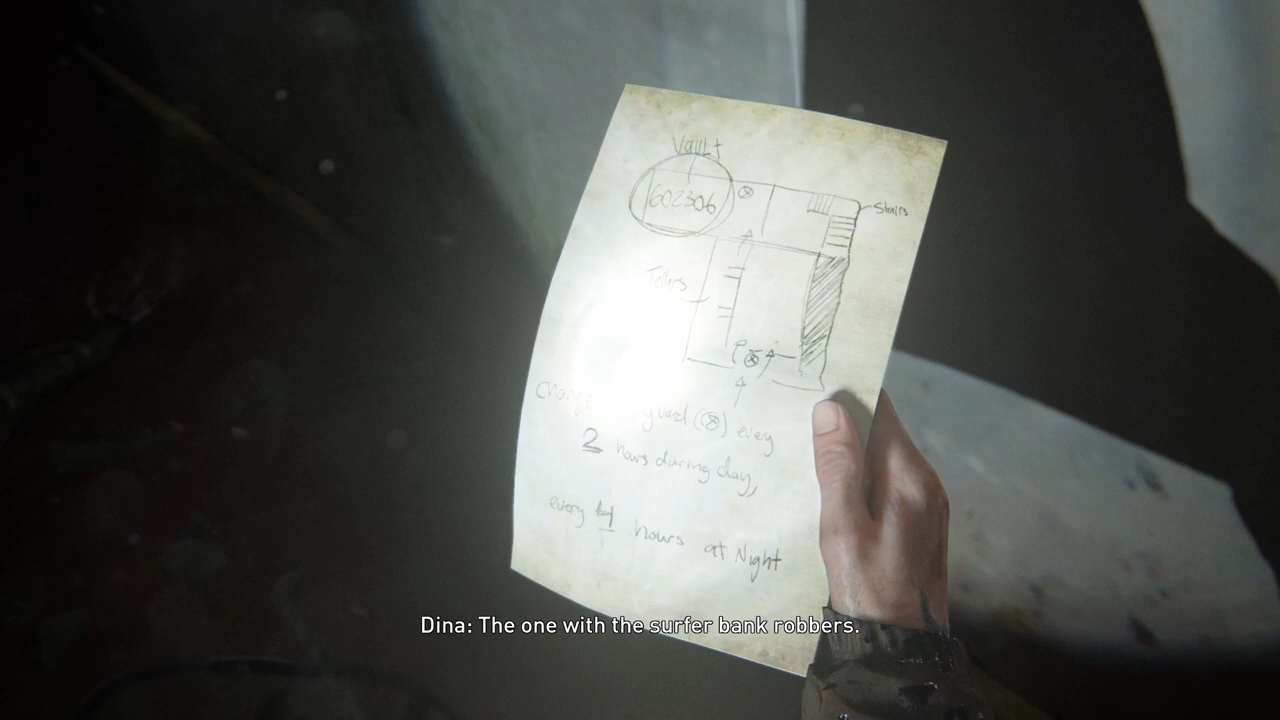 Vault
602306
Stairs
Tellers
Change guard (⊗) every
2 hours during day,
every 4 hours at Night
Dina: The one with the surfer bank robbers.